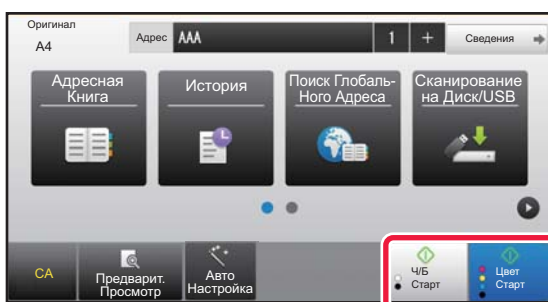 Оригинал
A4
Адрес AAA 1 + Сведения
Адресная
Книга
История
Поиск Глобаль-
Ного Адреса
Сканирование
на Диск/USB
CA
Предварит.
Просмотр
Авто
Настройка
Ч/Б
Старт
Цвет
Старт